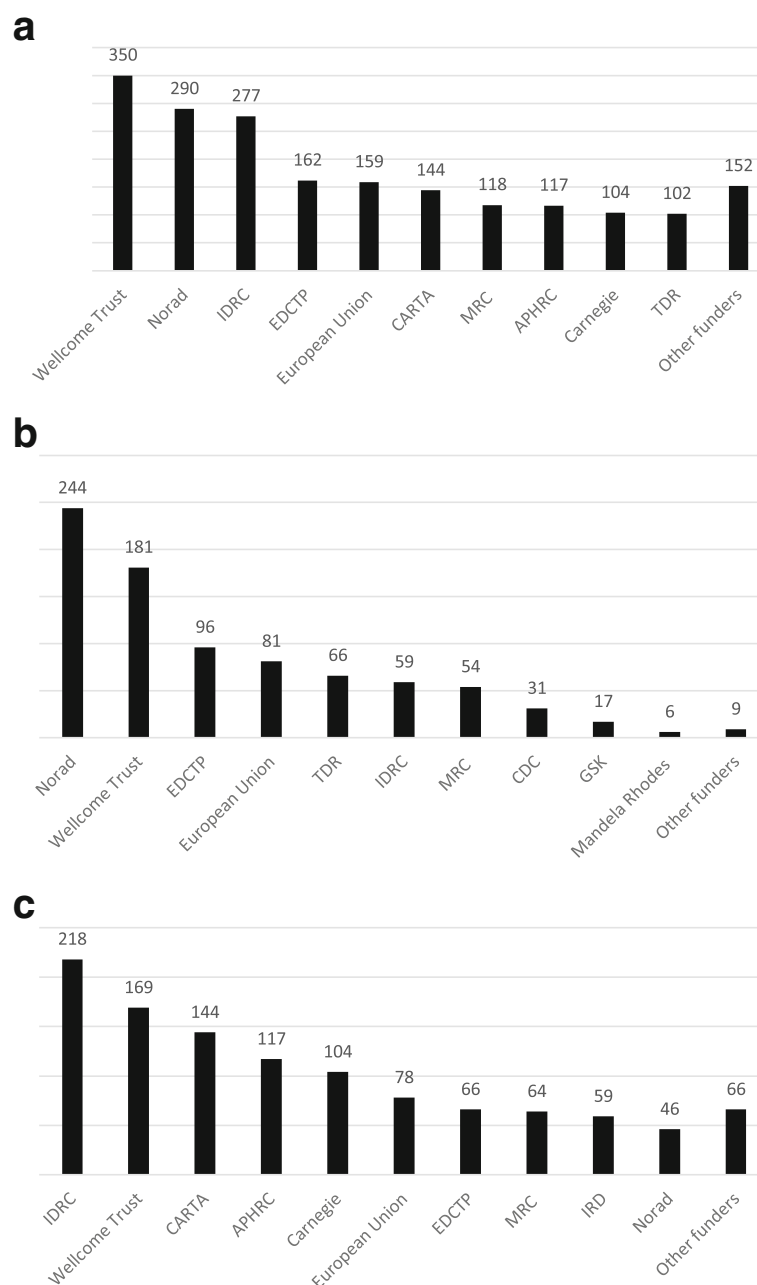 a
350
290
277
162
159
144
118
117
104
102
152
Wellcome Trust
Norad
IDRC
EDCTP
European Union
CARTA
MRC
APHRC
Carnegie
TDR
Other funders
b
244
181
96
81
66
59
54
31
17
6
9
Norad
Wellcome Trust
EDCTP
European Union
TDR
IDRC
MRC
CDC
GSK
Mandela Rhodes
Other funders
c
218
169
144
117
104
78
66
64
59
46
66
IDRC
Wellcome Trust
CARTA
APHRC
Carnegie
European Union
EDCTP
MRC
IRD
Norad
Other funders